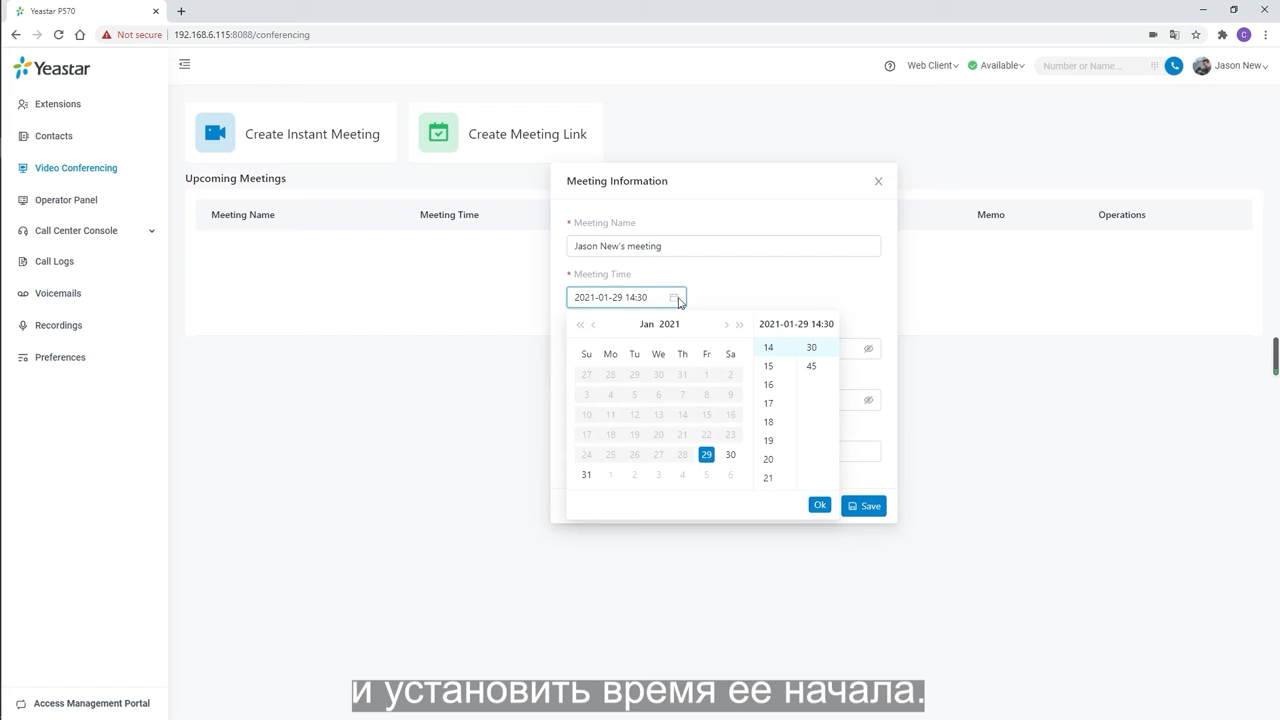 Yeastar P570
Not secure 192.168.6.115:8088/conferencing
C
Yeastar
Web Client
Available
Number or Name...
Jason New
Extensions
Contacts
Video Conferencing
Operator Panel
Call Center Console
Call Logs
Voicemails
Recordings
Preferences
Access Management Portal
Create Instant Meeting
Create Meeting Link
Upcoming Meetings
Meeting Name Meeting Time Memo Operations
Meeting Information
* Meeting Name
Jason New's meeting
* Meeting Time
2021-01-29 14:30
Jan 2021 2021-01-29 14:30
Su Mo Tu We Th Fr Sa
27 28 29 30 31 1 2
3 4 5 6 7 8 9
10 11 12 13 14 15 16
17 18 19 20 21 22 23
24 25 26 27 28 29 30
31 1 2 3 4 5 6
14 30
15 45
16
17
18
19
20
21
Ok
Save
и установить время ее начала.